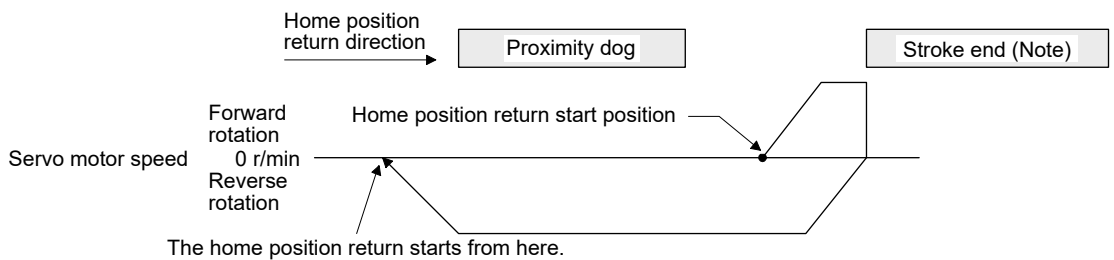 Home position
return direction
Proximity dog
Stroke end (Note)
Forward
rotation
Home position return start position
Servo motor speed
0 r/min
Reverse
rotation
The home position return starts from here.